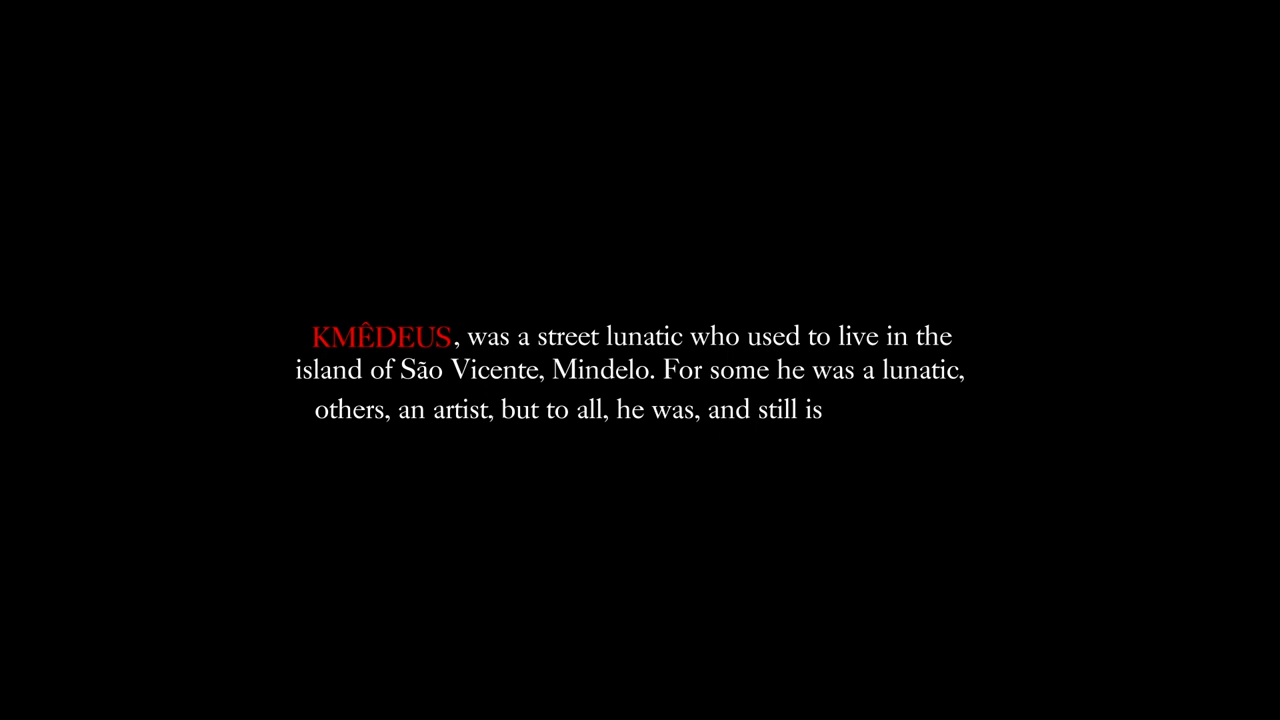 KMÊDEUS, was a street lunatic who used to live in the
island of São Vicente, Mindelo. For some he was a lunatic,
others, an artist, but to all, he was, and still is